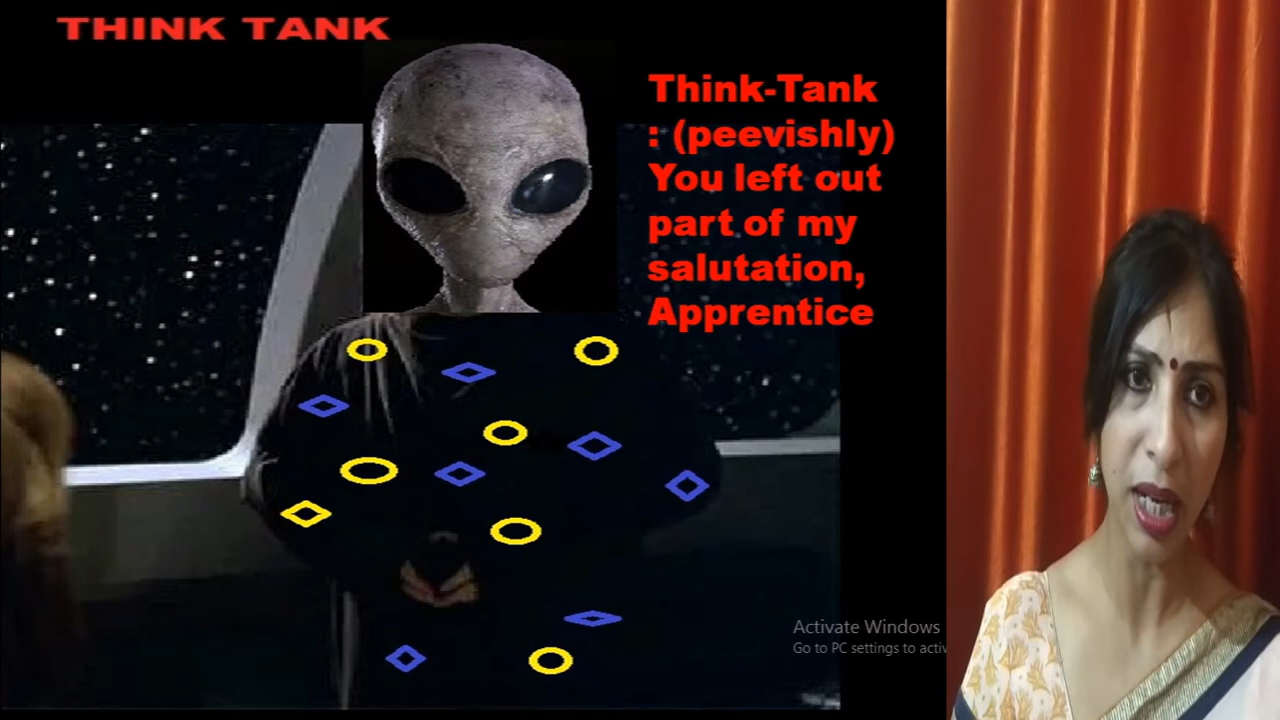 THINK TANK
Think-Tank
: (peevishly)
You left out
part of my
salutation,
Apprentice
Activate Windows
Go to PC settings to activ